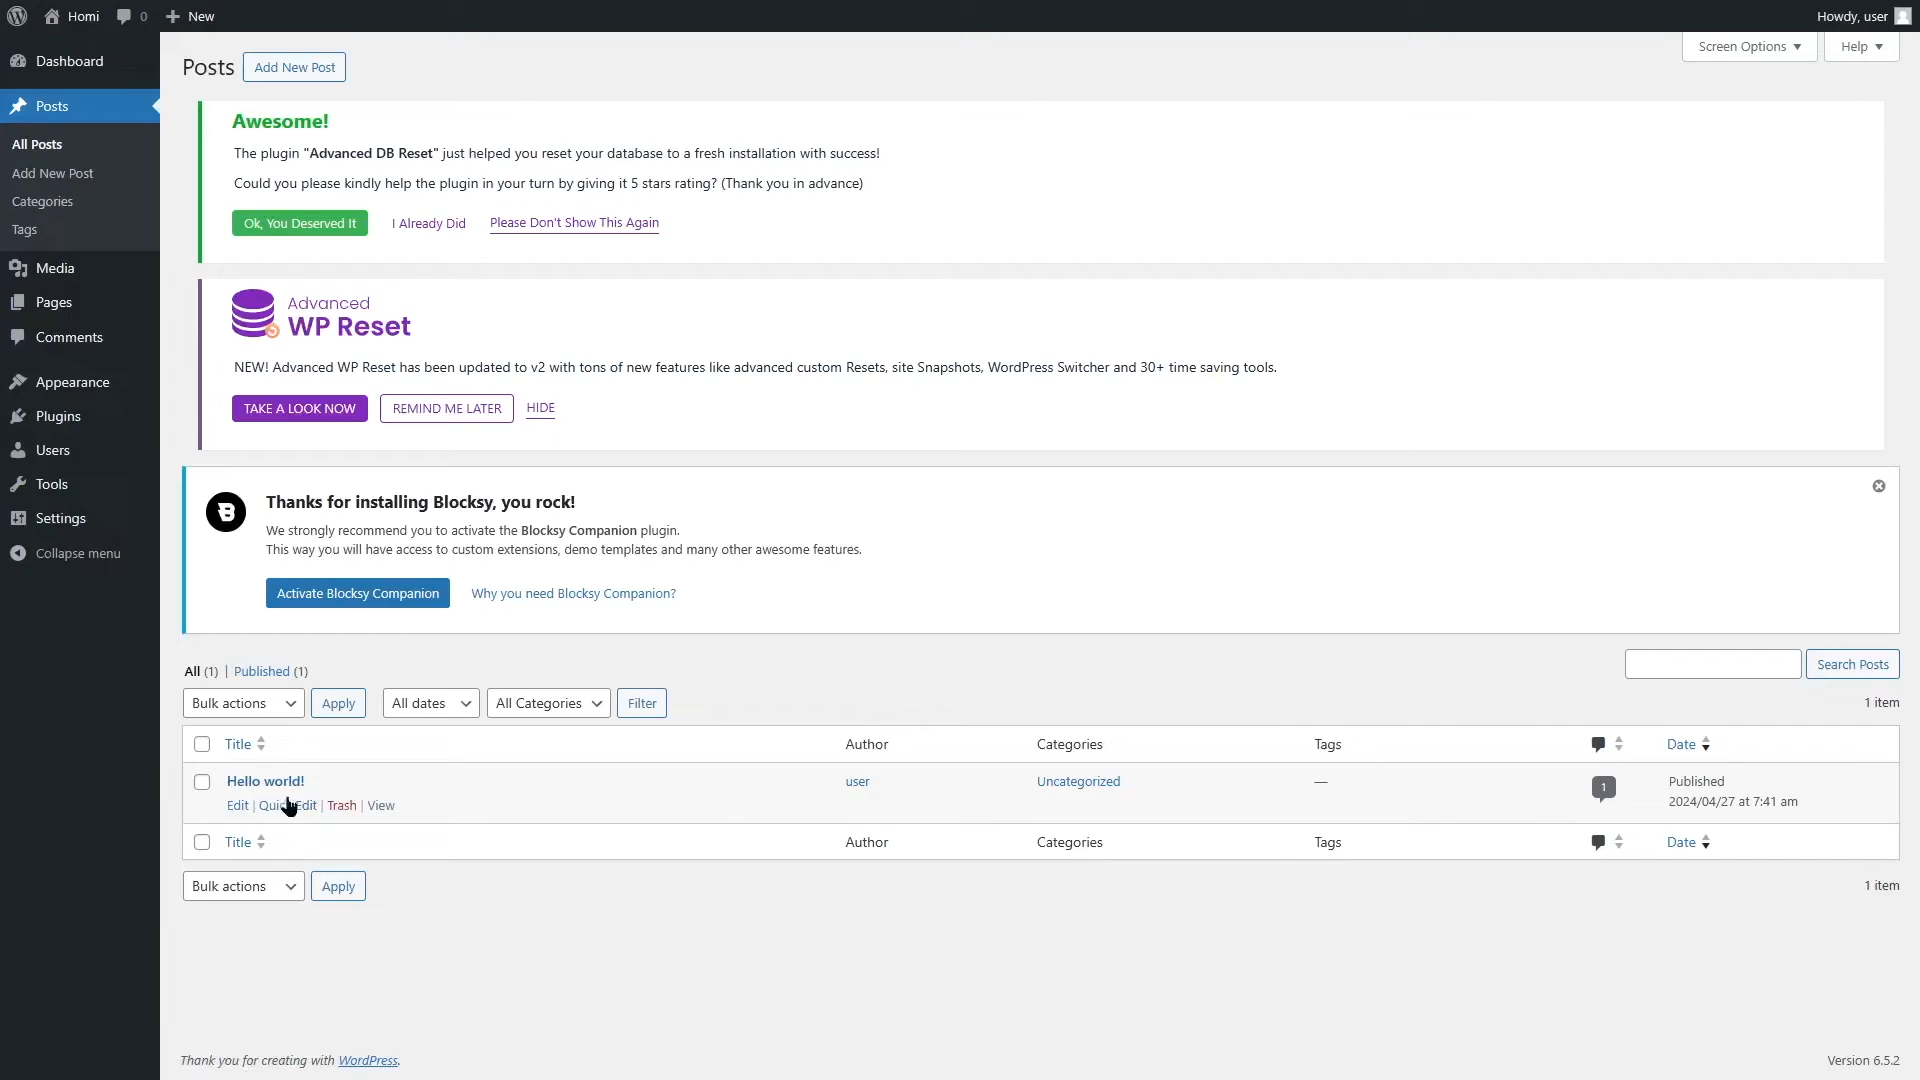 Homi
0
New
Howdy, user
Dashboard
Posts
All Posts
Add New Post
Categories
Tags
Media
Pages
Comments
Appearance
Plugins
Users
Tools
Settings
Collapse menu
Screen Options
Help
Posts
Add New Post
Awesome!
The plugin "Advanced DB Reset" just helped you reset your database to a fresh installation with success!
Could you please kindly help the plugin in your turn by giving it 5 stars rating? (Thank you in advance)
Ok, You Deserved It
I Already Did
Please Don't Show This Again
Advanced
WP Reset
NEW! Advanced WP Reset has been updated to v2 with tons of new features like advanced custom Resets, site Snapshots, WordPress Switcher and 30+ time saving tools.
TAKE A LOOK NOW
REMIND ME LATER
HIDE
Thanks for installing Blocksy, you rock!
We strongly recommend you to activate the Blocksy Companion plugin.
This way you will have access to custom extensions, demo templates and many other awesome features.
Activate Blocksy Companion
Why you need Blocksy Companion?
All (1) | Published (1)
Search Posts
Bulk actions
Apply
All dates
All Categories
Filter
1 item
Title
Author
Categories
Tags
Date
Hello world!
user
Uncategorized
—
1
Published
2024/04/27 at 7:41 am
Edit | Quick Edit | Trash | View
Title
Author
Categories
Tags
Date
Bulk actions
Apply
1 item
Thank you for creating with WordPress.
Version 6.5.2